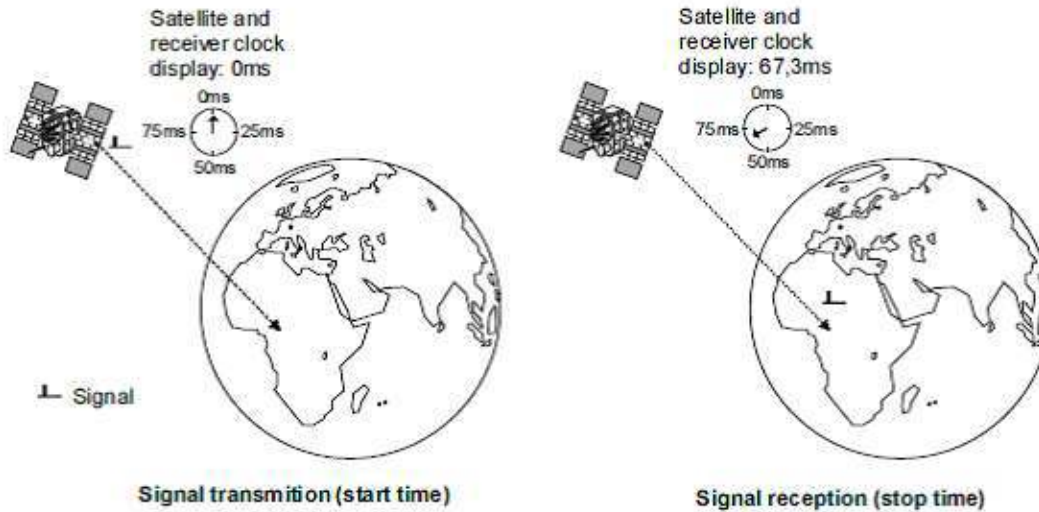 Satellite and
receiver clock
display: 0ms
0ms
75ms
25ms
50ms
Signal
Signal transmition (start time)
Satellite and
receiver clock
display: 67,3ms
0ms
75ms
25ms
50ms
Signal reception (stop time)